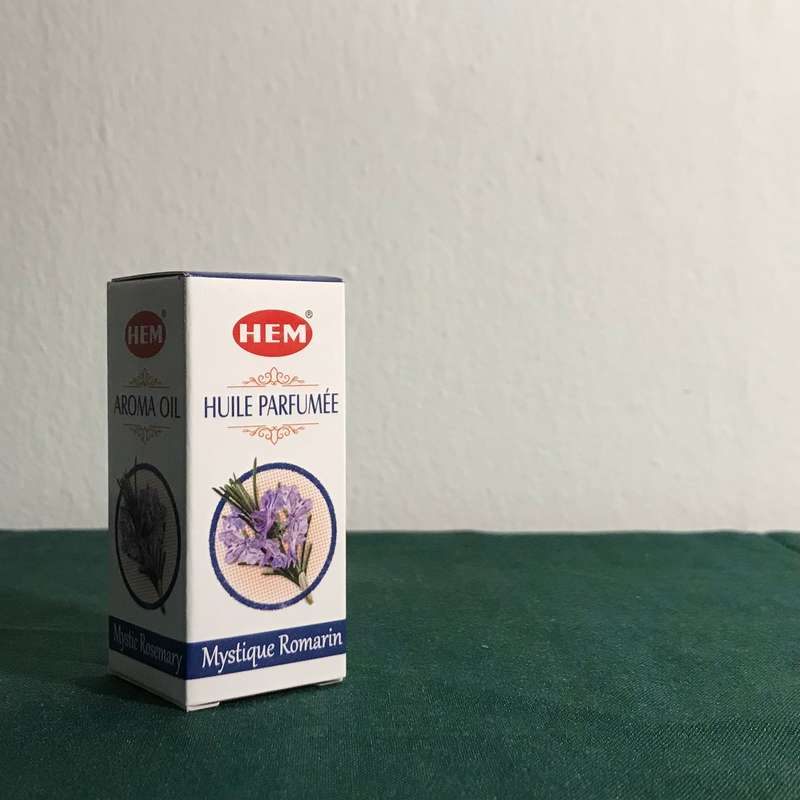 HEM
AROMA OIL
Mystic Rosemary
HEM®
HUILE PARFUMÉE
Mystique Romarin